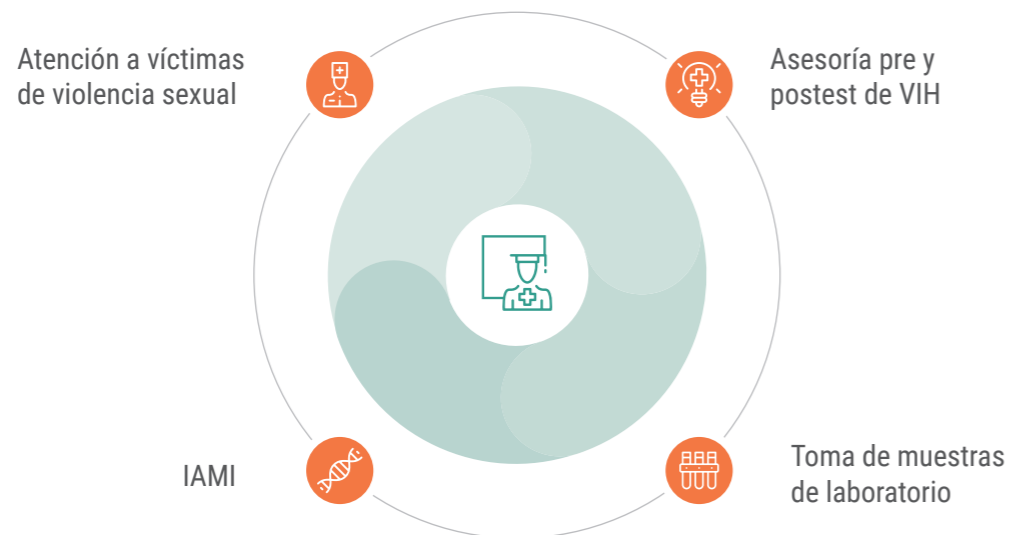 Atención a víctimas
de violencia sexual
Asesoría pre y
postest de VIH
IAMI
Toma de muestras
de laboratorio